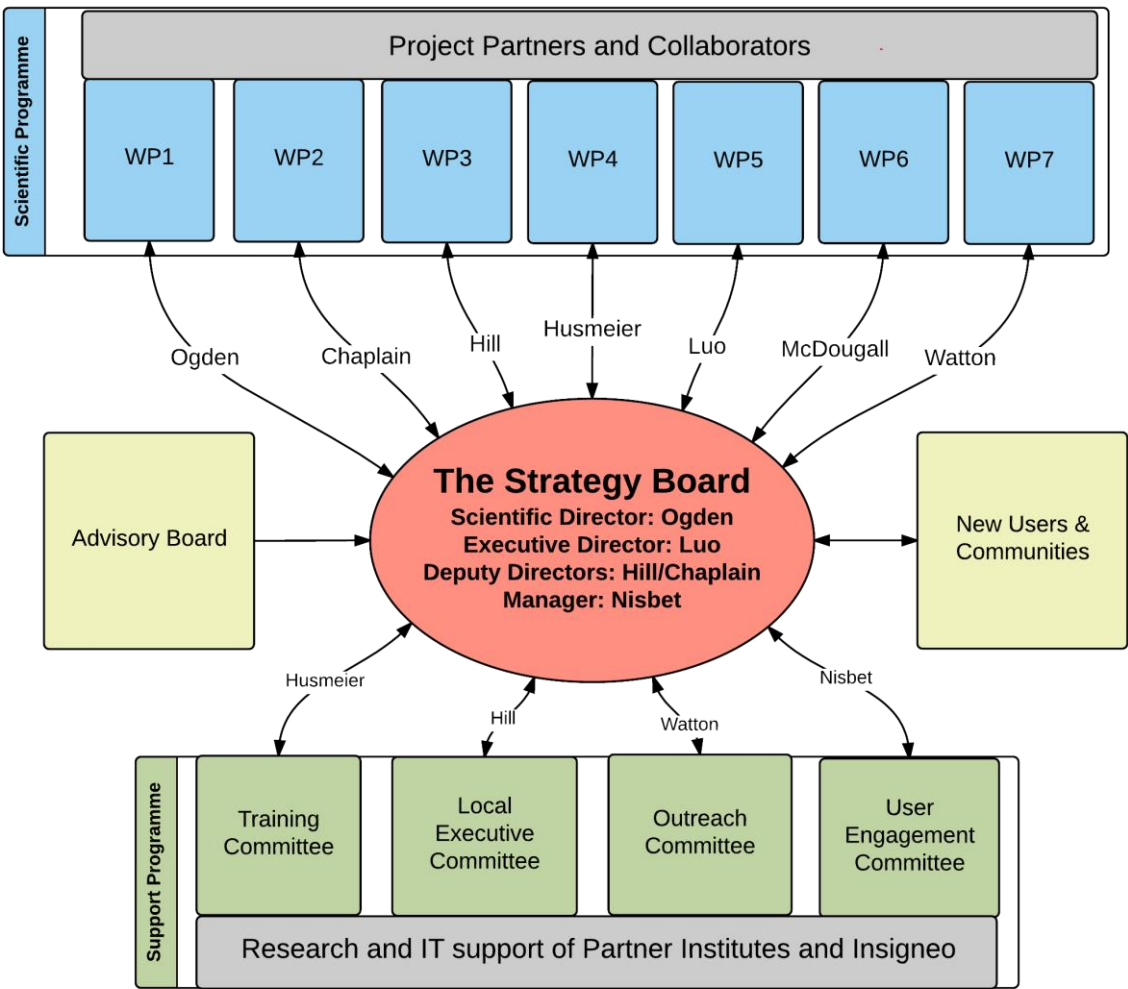 Project Partners and Collaborators
Scientific Programme
WP1
WP2
WP3
WP4
WP5
WP6
WP7
Ogden
Chaplain
Hill
Husmeier
Luo
McDougall
Watton
Advisory Board
The Strategy Board
Scientific Director: Ogden
Executive Director: Luo
Deputy Directors: Hill/Chaplain
Manager: Nisbet
New Users &
Communities
Husmeier
Hill
Watton
Nisbet
Support Programme
Training
Committee
Local
Executive
Committee
Outreach
Committee
User
Engagement
Committee
Research and IT support of Partner Institutes and Insigneo